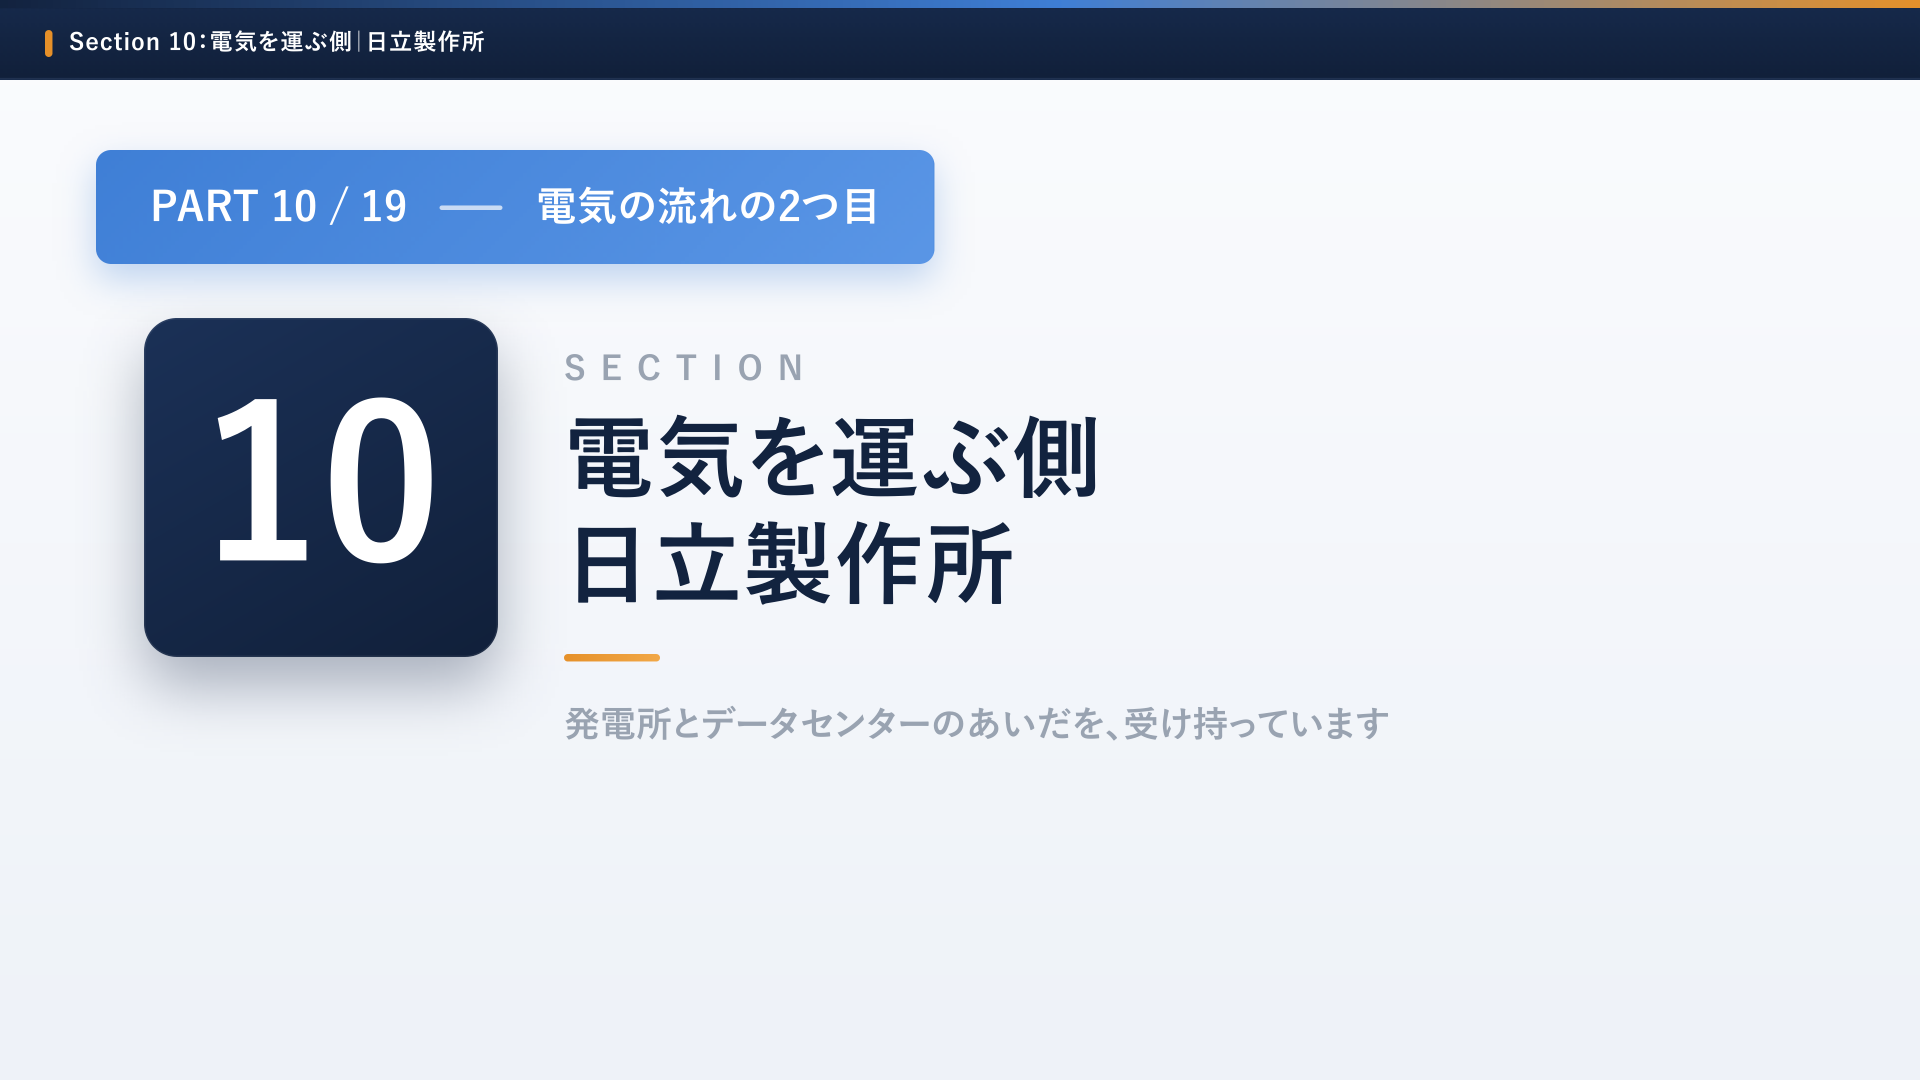 Section 10：電気を運ぶ側｜日立製作所
PART 10 / 19 — 電気の流れの2つ目
10
SECTION
電気を運ぶ側
日立製作所
発電所とデータセンターのあいだを、受け持っています